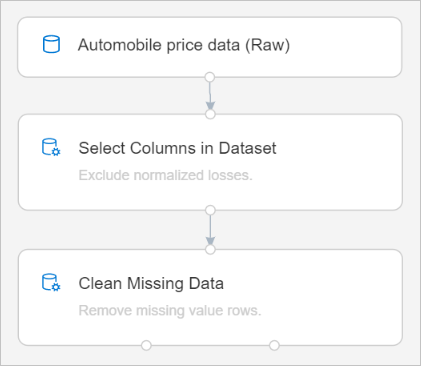 Automobile price data (Raw)
Select Columns in Dataset
Exclude normalized losses.
Clean Missing Data
Remove missing value rows.